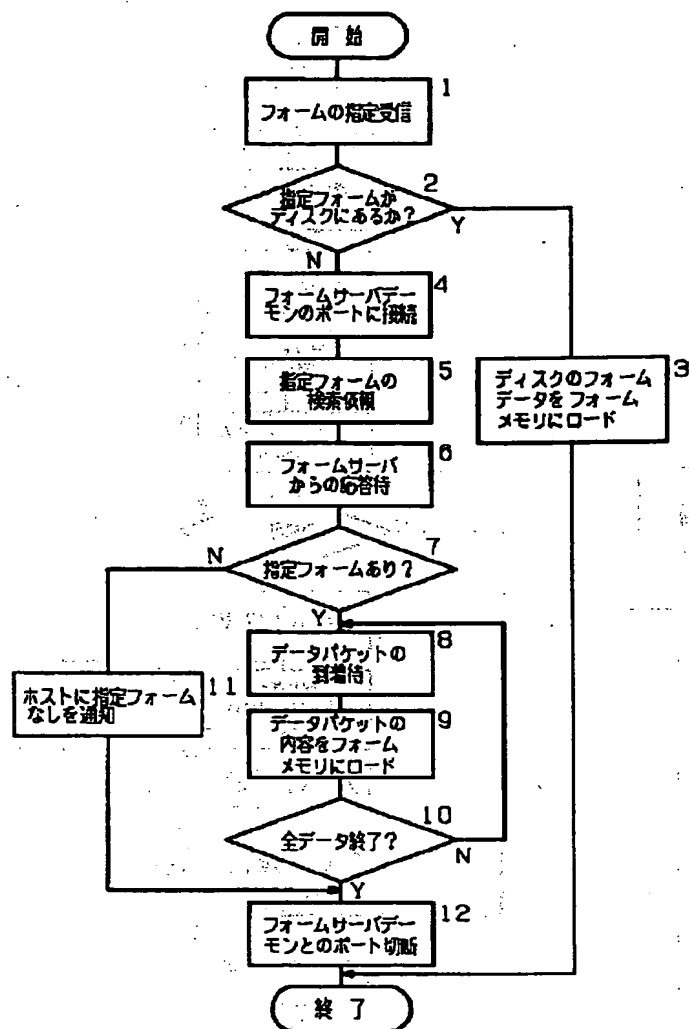 開 始
1
フォームの指定受信
2
指定フォームが
ディスクにあるか?
Y
N
4
フォームサーバデー
モンのポートに接続
3
ディスクのフォーム
データをフォーム
メモリにロード
5
指定フォームの
検索依頼
6
フォームサーバ
からの応答待
7
N
指定フォームあり?
Y
8
データパケットの
到着待
11
ホストに指定フォーム
なしを通知
9
データパケットの
内容をフォーム
メモリにロード
10
全データ終了?
N
Y
12
フォームサーバデー
モンとのポート切断
終 了